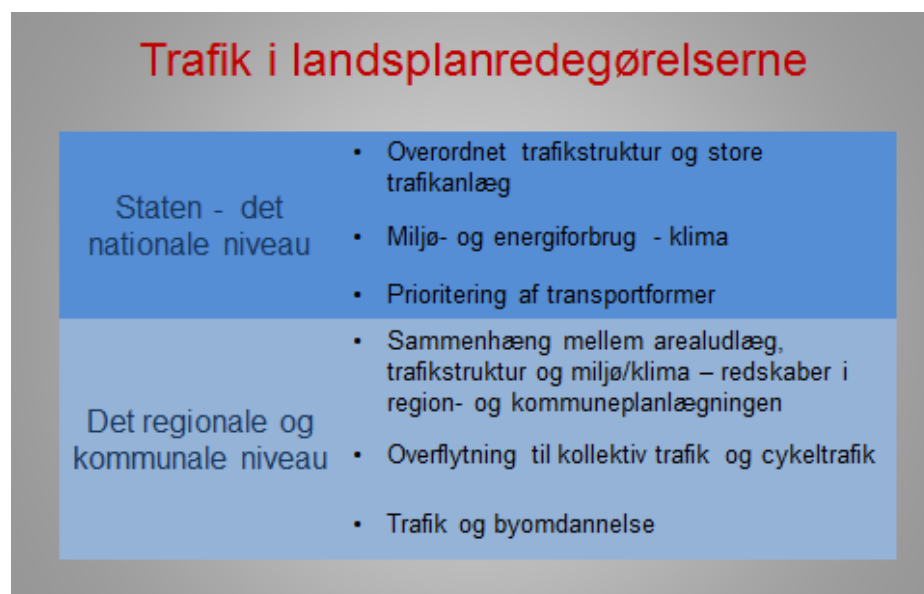 Trafik i landsplanredegørelserne
Staten - det
nationale niveau
• Overordnet trafikstruktur og store
trafikanlæg
• Miljø- og energiforbrug - klima
• Prioritering af transportformer
Det regionale og
kommunale niveau
• Sammenhæng mellem arealudlæg,
trafikstruktur og miljø/klima – redskaber i
region- og kommuneplanlægningen
• Overflytning til kollektiv trafik og cykeltrafik
• Trafik og byomdannelse